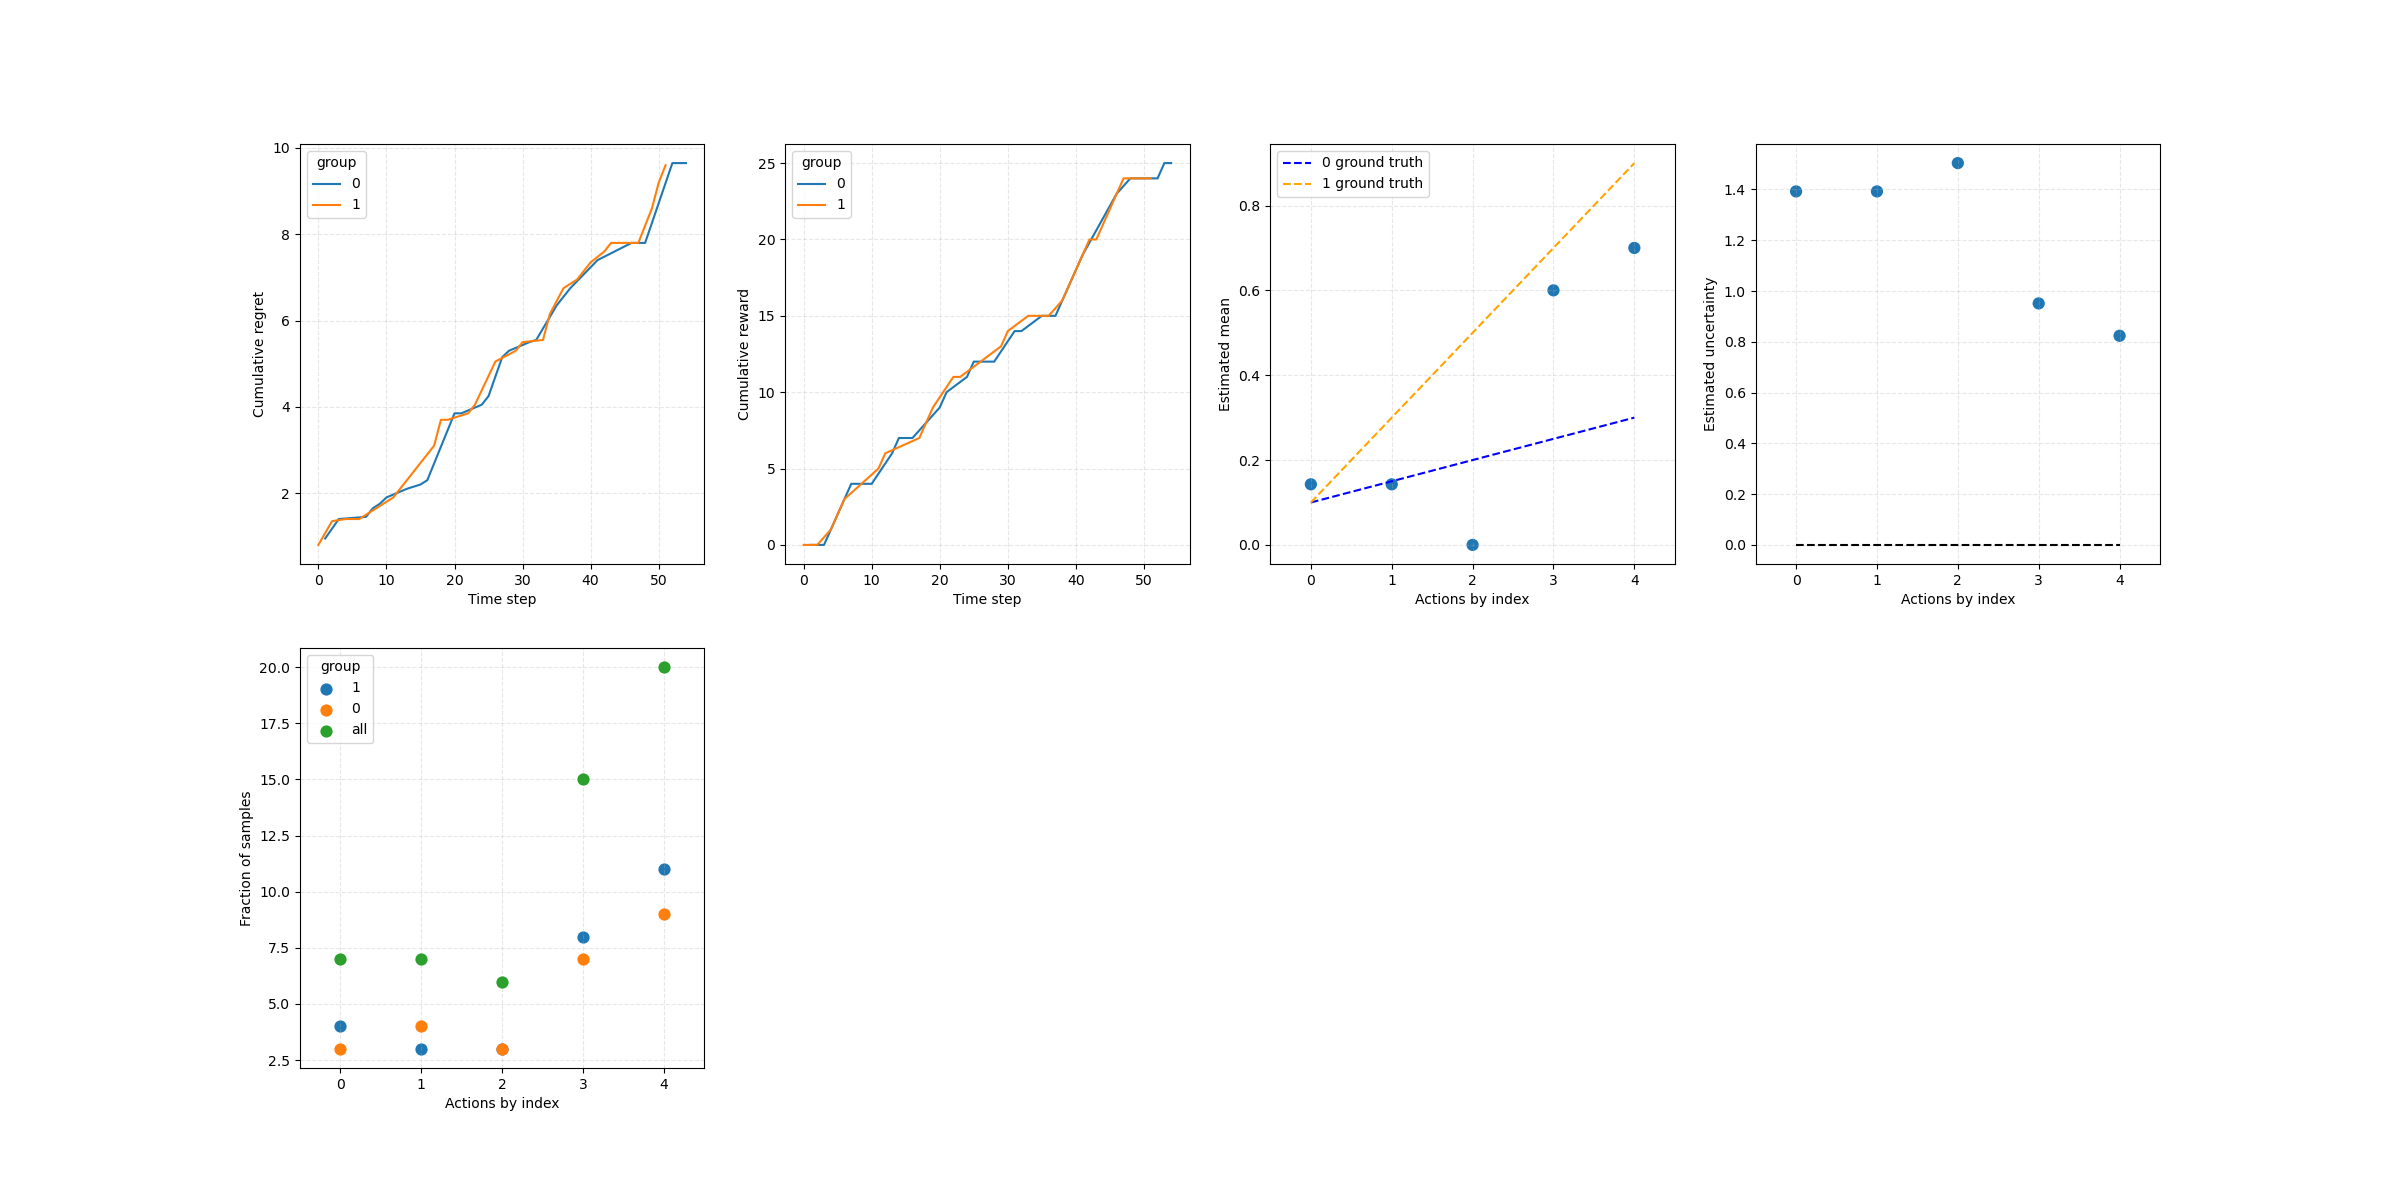 group
0
1
Cumulative regret
10
8
6
4
2
0 10 20 30 40 50
Time step
group
0
1
Cumulative reward
25
20
15
10
5
0
0 10 20 30 40 50
Time step
0 ground truth
1 ground truth
Estimated mean
0.8
0.6
0.4
0.2
0.0
0 1 2 3 4
Actions by index
Estimated uncertainty
1.4
1.2
1.0
0.8
0.6
0.4
0.2
0.0
0 1 2 3 4
Actions by index
group
1
0
all
Fraction of samples
20.0
17.5
15.0
12.5
10.0
7.5
5.0
2.5
0 1 2 3 4
Actions by index